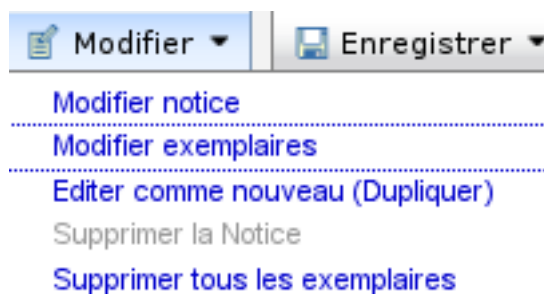 Modifier Enregistrer
Modifier notice
Modifier exemplaires
Editer comme nouveau (Dupliquer)
Supprimer la Notice
Supprimer tous les exemplaires